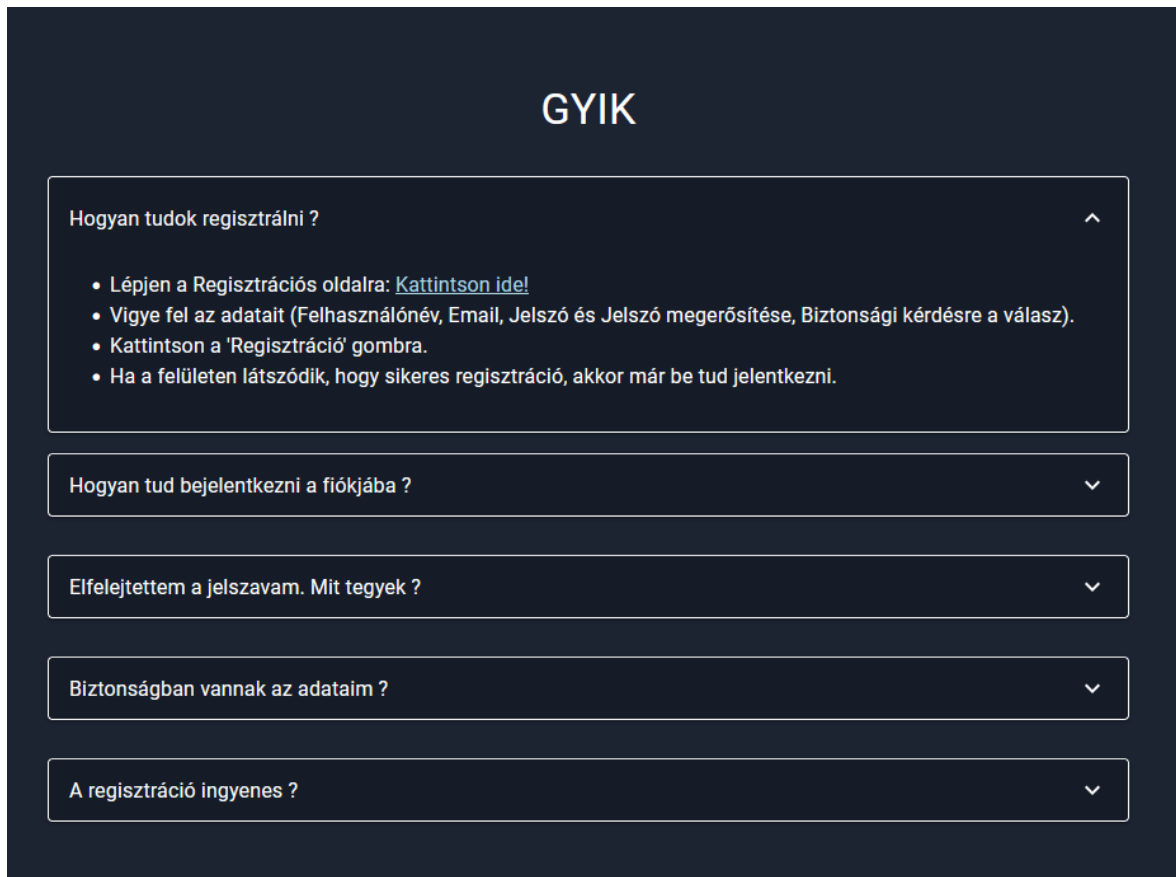 GYIK
Hogyan tudok regisztrálni ?
• Lépjen a Regisztrációs oldalra: Kattintson ide!
• Vigye fel az adatait (Felhasználónév, Email, Jelszó és Jelszó megerősítése, Biztonsági kérdésre a válasz).
• Kattintson a 'Regisztráció' gombra.
• Ha a felületen látszódik, hogy sikeres regisztráció, akkor már be tud jelentkezni.
Hogyan tud bejelentkezni a fiókjába ?
Elfelejtettem a jelszavam. Mit tegyek ?
Biztonságban vannak az adataim ?
A regisztráció ingyenes ?